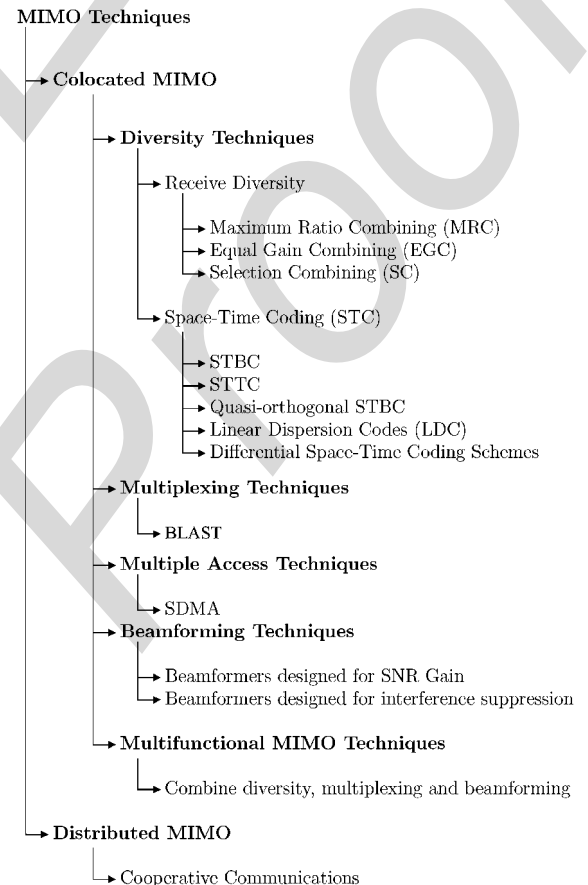 MIMO Techniques
Colocated MIMO
Diversity Techniques
Receive Diversity
Maximum Ratio Combining (MRC)
Equal Gain Combining (EGC)
Selection Combining (SC)
Space-Time Coding (STC)
STBC
STTC
Quasi-orthogonal STBC
Linear Dispersion Codes (LDC)
Differential Space-Time Coding Schemes
Multiplexing Techniques
BLAST
Multiple Access Techniques
SDMA
Beamforming Techniques
Beamformers designed for SNR Gain
Beamformers designed for interference suppression
Multifunctional MIMO Techniques
Combine diversity, multiplexing and beamforming
Distributed MIMO
Cooperative Communications
Proo